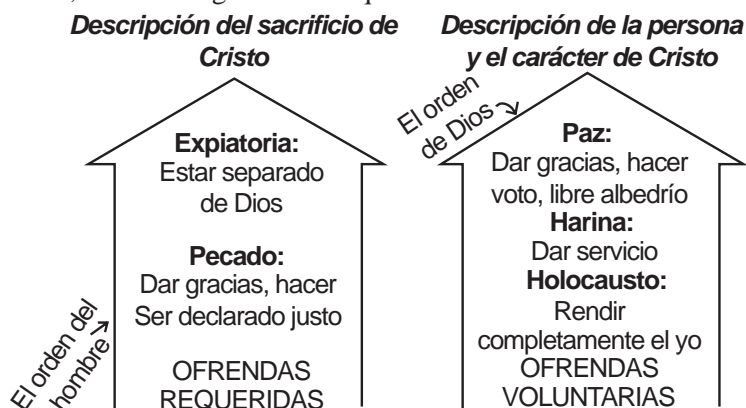 Descripción del sacrificio de
Cristo
Expiatoria:
Estar separado
de Dios
Pecado:
Dar gracias, hacer
Ser declarado justo
OFRENDAS
REQUERIDAS
El orden del
hombre
Descripción de la persona
y el carácter de Cristo
El orden
de Dios
Paz:
Dar gracias, hacer
voto, libre albedrío
Harina:
Dar servicio
Holocausto:
Rendir
completamente el yo
OFRENDAS
VOLUNTARIAS